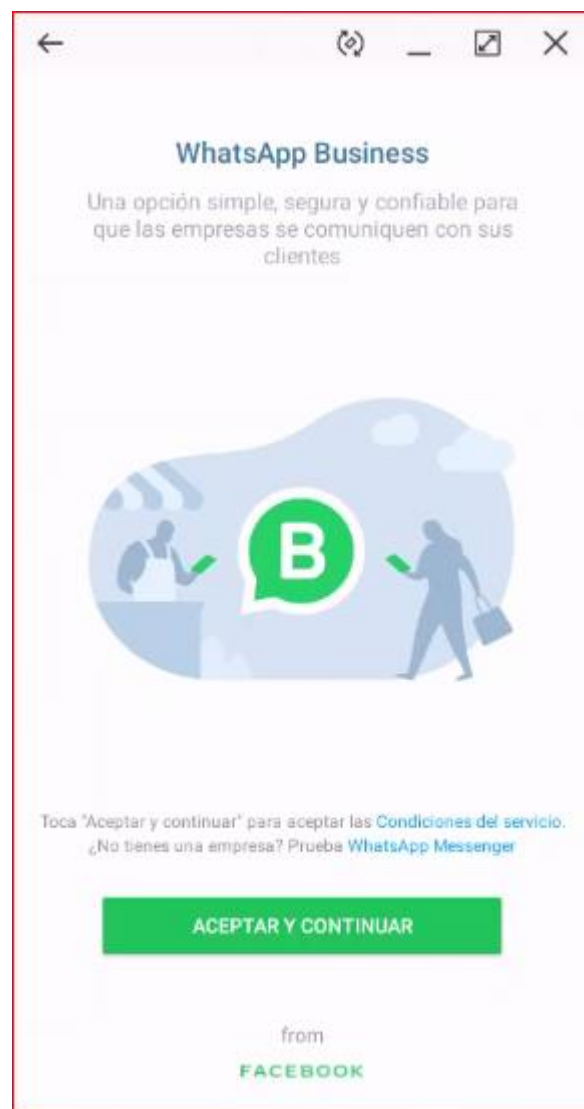 WhatsApp Business
Una opción simple, segura y confiable para
que las empresas se comuniquen con sus
clientes
B
Toca "Aceptar y continuar" para aceptar las Condiciones del servicio.
¿No tienes una empresa? Prueba WhatsApp Messenger
ACEPTAR Y CONTINUAR
from
FACEBOOK